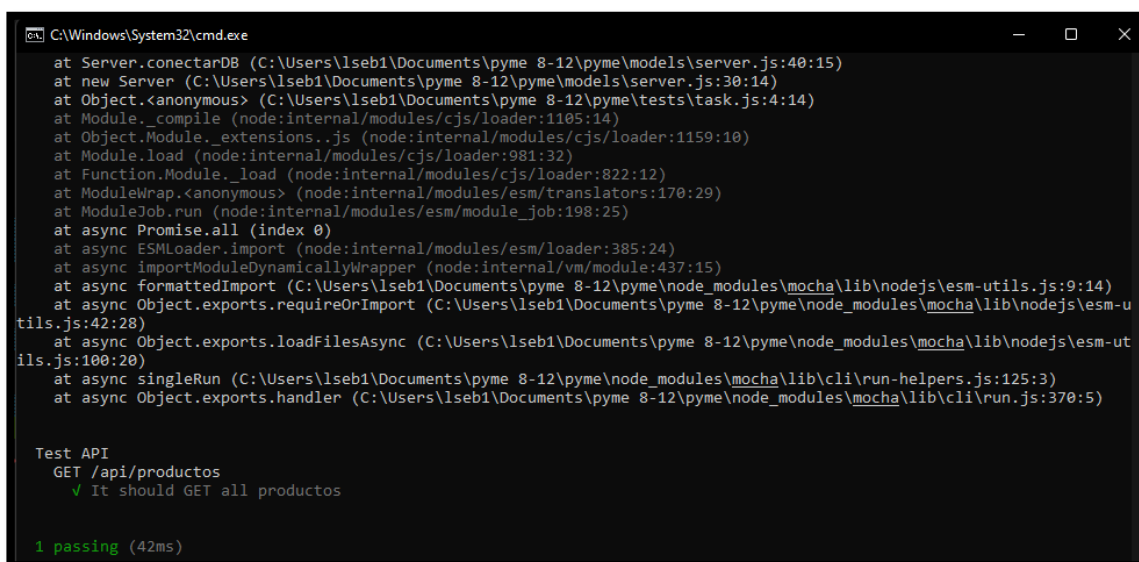 C:\Windows\System32\cmd.exe
at Server.conectarDB (C:\Users\lseb1\Documents\pyme 8-12\pyme\models\server.js:40:15)
at new Server (C:\Users\lseb1\Documents\pyme 8-12\pyme\models\server.js:30:14)
at Object.<anonymous> (C:\Users\lseb1\Documents\pyme 8-12\pyme\tests\task.js:4:14)
at Module._compile (node:internal/modules/cjs/loader:1105:14)
at Object.Module._extensions..js (node:internal/modules/cjs/loader:1159:10)
at Module.load (node:internal/modules/cjs/loader:981:32)
at Function.Module._load (node:internal/modules/cjs/loader:822:12)
at ModuleWrap.<anonymous> (node:internal/modules/esm/translators:170:29)
at ModuleJob.run (node:internal/modules/esm/module_job:198:25)
at async Promise.all (index 0)
at async ESMLoader.import (node:internal/modules/esm/loader:385:24)
at async importModuleDynamicallyWrapper (node:internal/vm/module:437:15)
at async formattedImport (C:\Users\lseb1\Documents\pyme 8-12\pyme\node_modules\mocha\lib\nodejs\esm-utils.js:9:14)
at async Object.exports.requireOrImport (C:\Users\lseb1\Documents\pyme 8-12\pyme\node_modules\mocha\lib\nodejs\esm-u
tils.js:42:28)
at async Object.exports.loadFilesAsync (C:\Users\lseb1\Documents\pyme 8-12\pyme\node_modules\mocha\lib\nodejs\esm-ut
ils.js:100:20)
at async singleRun (C:\Users\lseb1\Documents\pyme 8-12\pyme\node_modules\mocha\lib\cli\run-helpers.js:125:3)
at async Object.exports.handler (C:\Users\lseb1\Documents\pyme 8-12\pyme\node_modules\mocha\lib\cli\run.js:370:5)
Test API
GET /api/productos
√ It should GET all productos
1 passing (42ms)